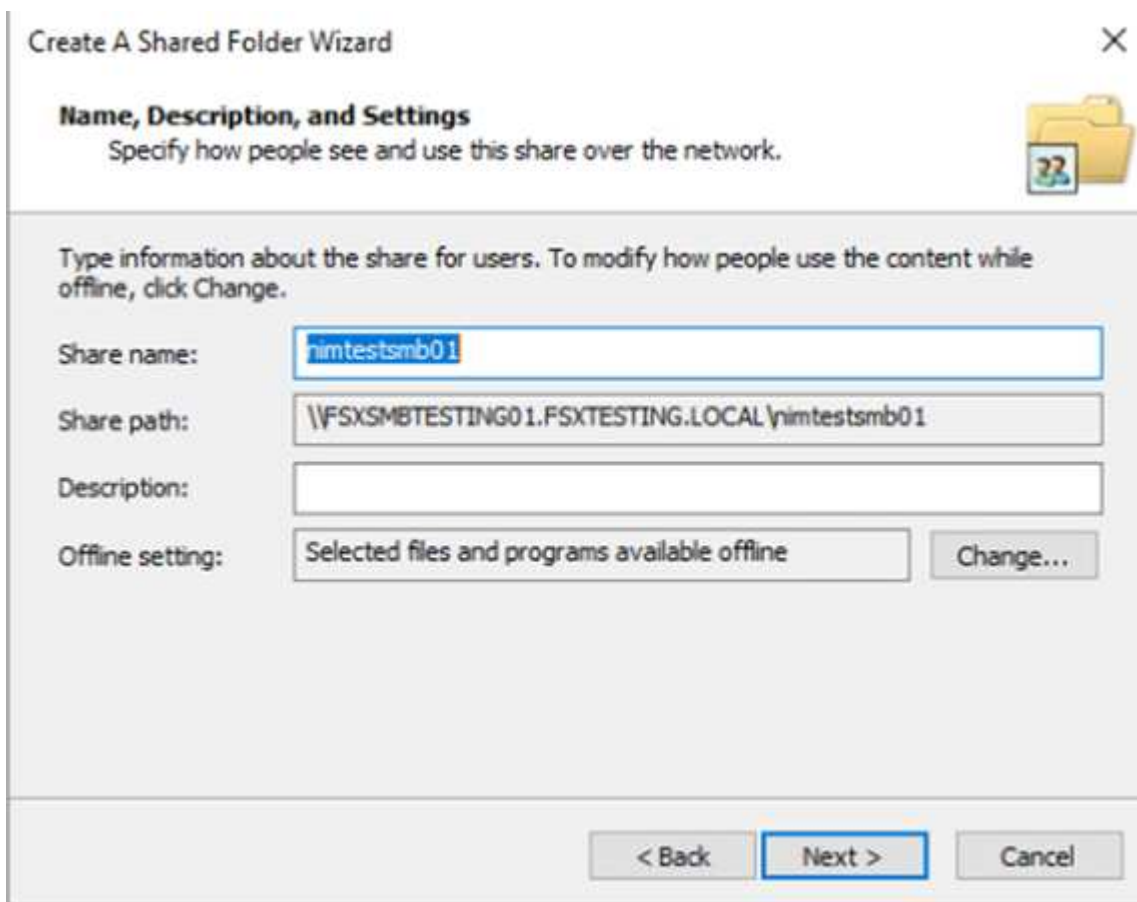 Create A Shared Folder Wizard
Name, Description, and Settings
Specify how people see and use this share over the network.
Type information about the share for users. To modify how people use the content while
offline, click Change.
Share name:
nimtestsmb01
Share path:
\\FSXSMBTESTING01.FSXTESTING.LOCAL\nimtestsmb01
Description:
Offline setting:
Selected files and programs available offline
Change...
< Back
Next >
Cancel